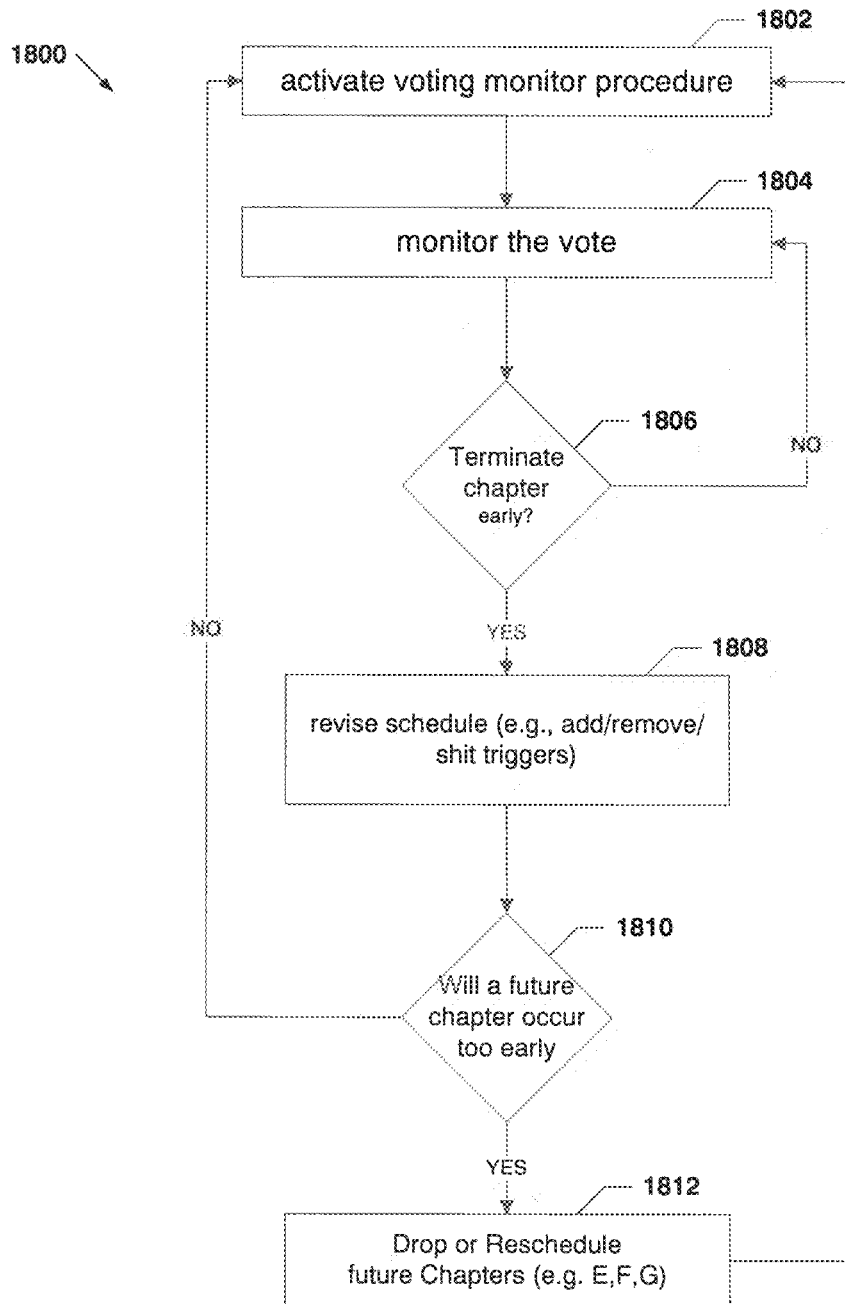 1800
1802
activate voting monitor procedure
1804
monitor the vote
1806
Terminate
chapter
early?
NO
YES
NO
1808
revise schedule (e.g., add/remove/
shit triggers)
1810
Will a future
chapter occur
too early
YES
1812
Drop or Reschedule
future Chapters (e.g. E,F,G)